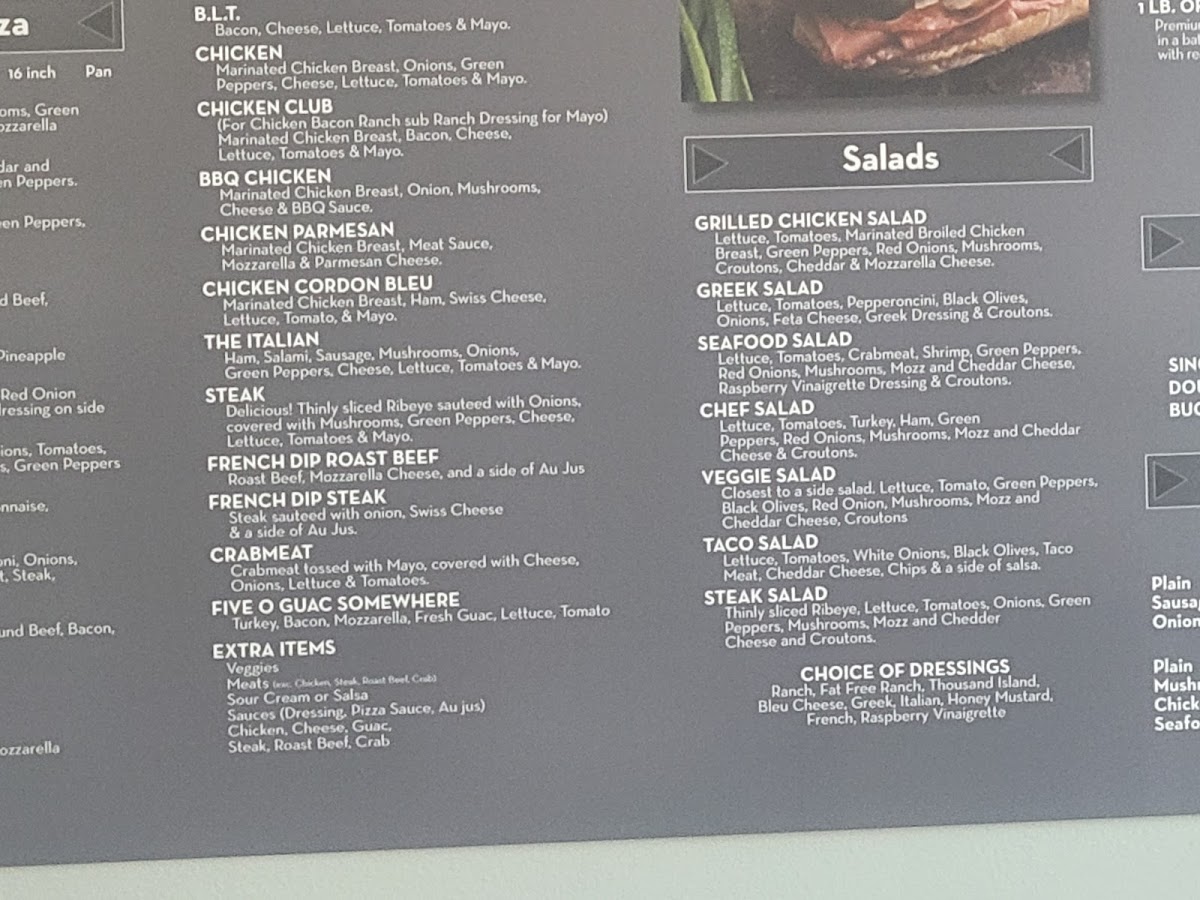 za
16 inch Pan
oms, Green
ozzarella
dar and
en Peppers.
een Peppers,
d Beef,
Pineapple
Red Onion
ressing on side
ions, Tomatoes,
s, Green Peppers
nnaise,
oni, Onions,
t, Steak,
und Beef, Bacon,
ozzarella
B.L.T.
Bacon, Cheese, Lettuce, Tomatoes & Mayo.
CHICKEN
Marinated Chicken Breast, Onions, Green
Peppers, Cheese, Lettuce, Tomatoes & Mayo.
CHICKEN CLUB
(For Chicken Bacon Ranch sub Ranch Dressing for Mayo)
Marinated Chicken Breast, Bacon, Cheese,
Lettuce, Tomatoes & Mayo.
BBQ CHICKEN
Marinated Chicken Breast, Onion, Mushrooms,
Cheese & BBQ Sauce.
CHICKEN PARMESAN
Marinated Chicken Breast, Meat Sauce,
Mozzarella & Parmesan Cheese.
CHICKEN CORDON BLEU
Marinated Chicken Breast, Ham, Swiss Cheese,
Lettuce, Tomato, & Mayo.
THE ITALIAN
Ham, Salami, Sausage, Mushrooms, Onions,
Green Peppers, Cheese, Lettuce, Tomatoes & Mayo.
STEAK
Delicious! Thinly sliced Ribeye sauteed with Onions,
covered with Mushrooms, Green Peppers, Cheese,
Lettuce, Tomatoes & Mayo.
FRENCH DIP ROAST BEEF
Roast Beef, Mozzarella Cheese, and a side of Au Jus
FRENCH DIP STEAK
Steak sauteed with onion, Swiss Cheese
& a side of Au Jus.
CRABMEAT
Crabmeat tossed with Mayo, covered with Cheese,
Onions, Lettuce & Tomatoes.
FIVE O GUAC SOMEWHERE
Turkey, Bacon, Mozzarella, Fresh Guac, Lettuce, Tomato
EXTRA ITEMS
Veggies
Meats (exc. Chicken, Steak, Roast Beef, Crab)
Sour Cream or Salsa
Sauces (Dressing, Pizza Sauce, Au jus)
Chicken, Cheese, Guac,
Steak, Roast Beef, Crab
Salads
GRILLED CHICKEN SALAD
Lettuce, Tomatoes, Marinated Broiled Chicken
Breast, Green Peppers, Red Onions, Mushrooms,
Croutons, Cheddar & Mozzarella Cheese.
GREEK SALAD
Lettuce, Tomatoes, Pepperoncini, Black Olives,
Onions, Feta Cheese, Greek Dressing & Croutons.
SEAFOOD SALAD
Lettuce, Tomatoes, Crabmeat, Shrimp, Green Peppers,
Red Onions, Mushrooms, Mozz and Cheddar Cheese,
Raspberry Vinaigrette Dressing & Croutons.
CHEF SALAD
Lettuce, Tomatoes, Turkey, Ham, Green
Peppers, Red Onions, Mushrooms, Mozz and Cheddar
Cheese & Croutons.
VEGGIE SALAD
Closest to a side salad. Lettuce, Tomato, Green Peppers,
Black Olives, Red Onion, Mushrooms, Mozz and
Cheddar Cheese, Croutons
TACO SALAD
Lettuce, Tomatoes, White Onions, Black Olives, Taco
Meat, Cheddar Cheese, Chips & a side of salsa.
STEAK SALAD
Thinly sliced Ribeye, Lettuce, Tomatoes, Onions, Green
Peppers, Mushrooms, Mozz and Chedder
Cheese and Croutons.
CHOICE OF DRESSINGS
Ranch, Fat Free Ranch, Thousand Island,
Bleu Cheese, Greek, Italian, Honey Mustard,
French, Raspberry Vinaigrette
1 LB. OR
Premiu
in a bal
with re
SING
DOU
BUC
Plain
Sausa
Onion
Plain
Mushr
Chick
Seafo